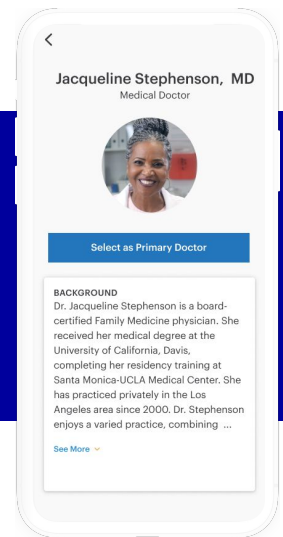 Jacqueline Stephenson, MD
Medical Doctor
Select as Primary Doctor
BACKGROUND
Dr. Jacqueline Stephenson is a board-
certified Family Medicine physician. She
received her medical degree at the
University of California, Davis,
completing her residency training at
Santa Monica-UCLA Medical Center. She
has practiced privately in the Los
Angeles area since 2000. Dr. Stephenson
enjoys a varied practice, combining ...
See More